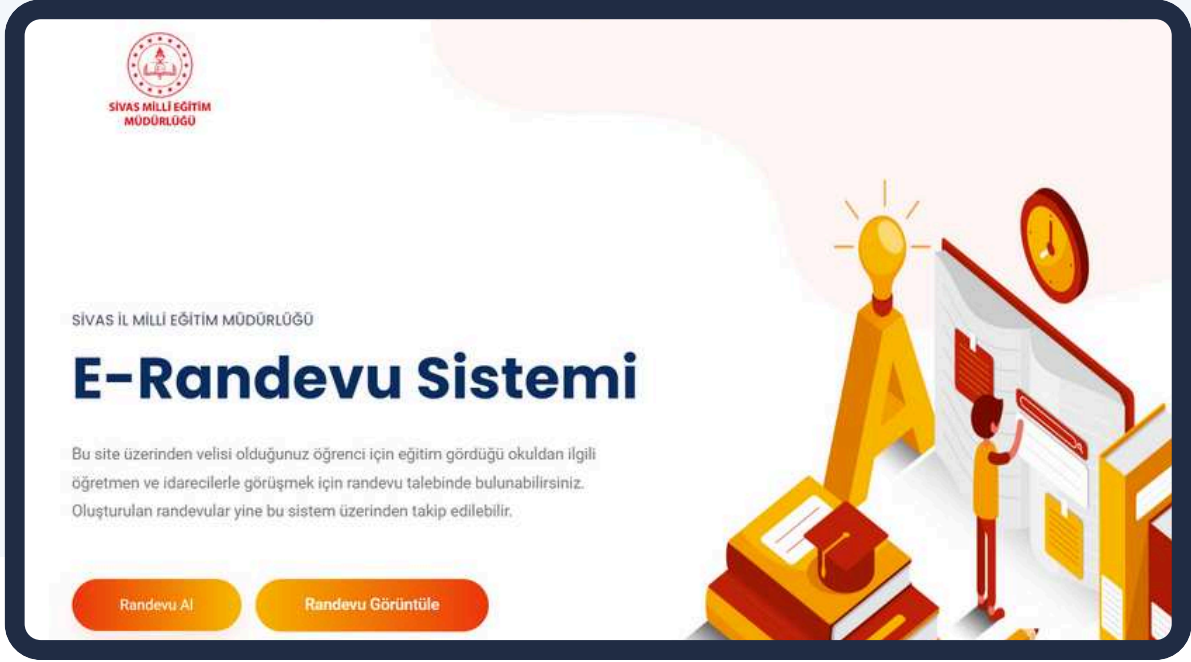 SİVAS MİLLÎ EĞİTİM
MÜDÜRLÜĞÜ
SİVAS İL MİLLİ EĞİTİM MÜDÜRLÜĞÜ
E-Randevu Sistemi
Bu site üzerinden velisi olduğunuz öğrenci için eğitim gördüğü okuldan ilgili
öğretmen ve idarecilerle görüşmek için randevu talebinde bulunabilirsiniz.
Oluşturulan randevular yine bu sistem üzerinden takip edilebilir.
Randevu Al
Randevu Görüntüle